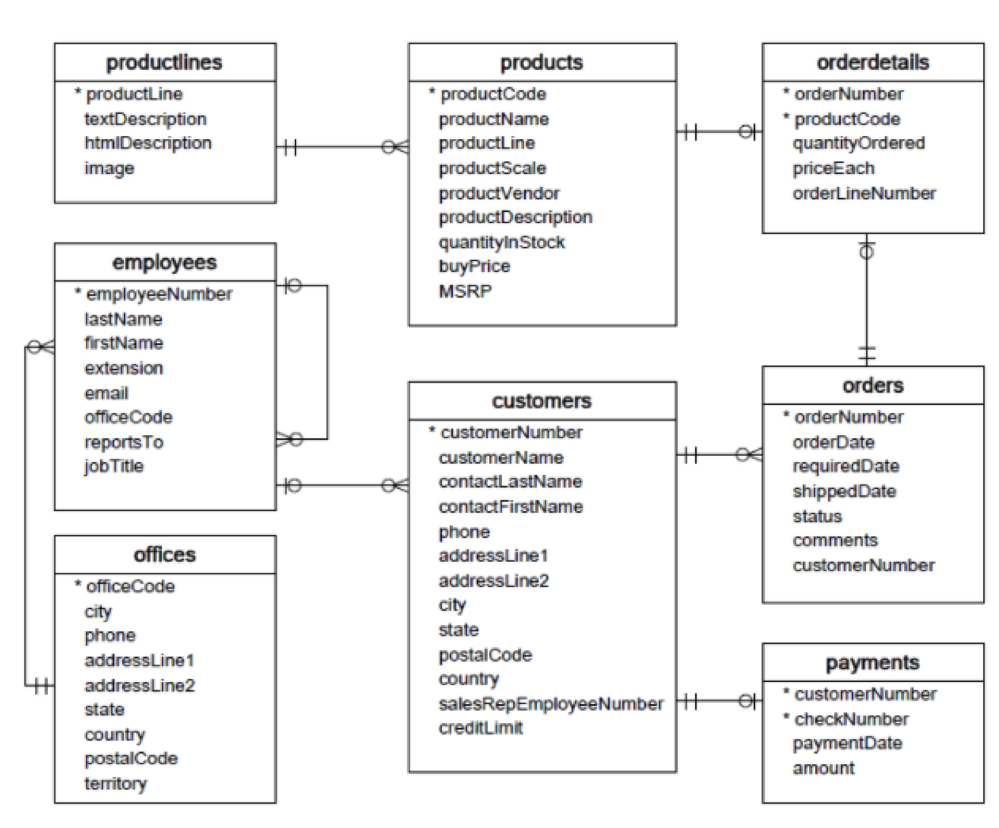 productlines
* productLine
textDescription
htmlDescription
image
products
* productCode
productName
productLine
productScale
productVendor
productDescription
quantityInStock
buyPrice
MSRP
orderdetails
* orderNumber
* productCode
quantityOrdered
priceEach
orderLineNumber
employees
* employeeNumber
lastName
firstName
extension
email
officeCode
reportsTo
jobTitle
customers
* customerNumber
customerName
contactLastName
contactFirstName
phone
addressLine1
addressLine2
city
state
postalCode
country
salesRepEmployeeNumber
creditLimit
orders
* orderNumber
orderDate
requiredDate
shippedDate
status
comments
customerNumber
offices
* officeCode
city
phone
addressLine1
addressLine2
state
country
postalCode
territory
payments
* customerNumber
* checkNumber
paymentDate
amount